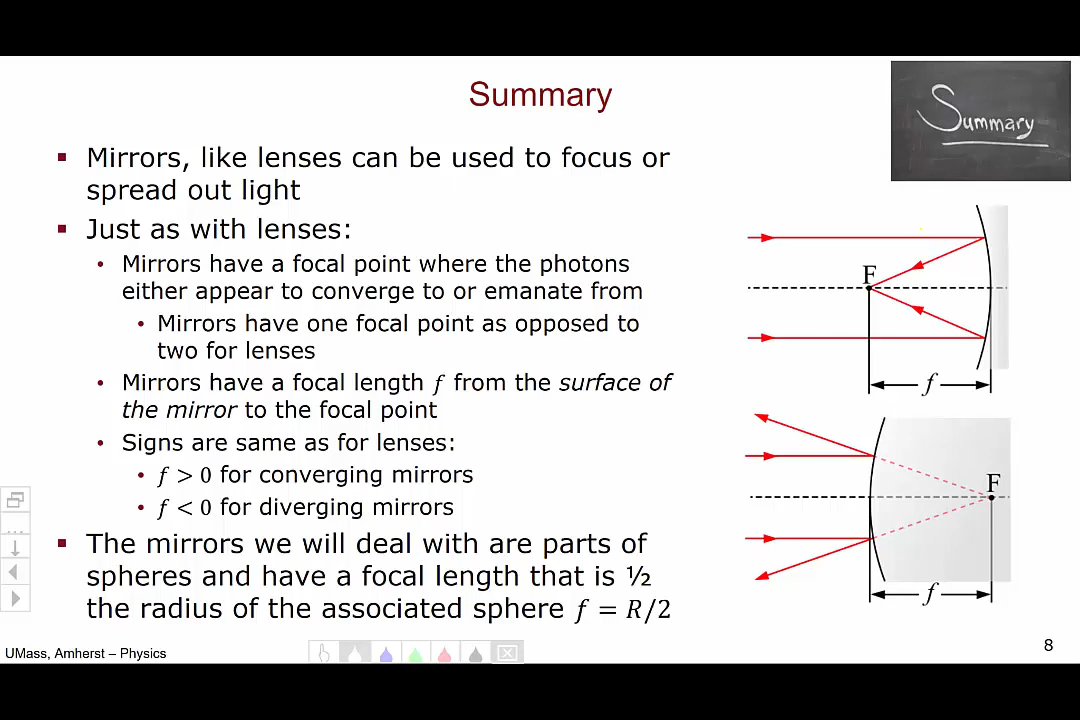 Summary
Summary
▪ Mirrors, like lenses can be used to focus or
spread out light
▪ Just as with lenses:
• Mirrors have a focal point where the photons
either appear to converge to or emanate from
• Mirrors have one focal point as opposed to
two for lenses
• Mirrors have a focal length f from the surface of
the mirror to the focal point
• Signs are same as for lenses:
• f > 0 for converging mirrors
• f < 0 for diverging mirrors
▪ The mirrors we will deal with are parts of
spheres and have a focal length that is ½
the radius of the associated sphere f = R/2
F
f
F
f
UMass, Amherst – Physics
8